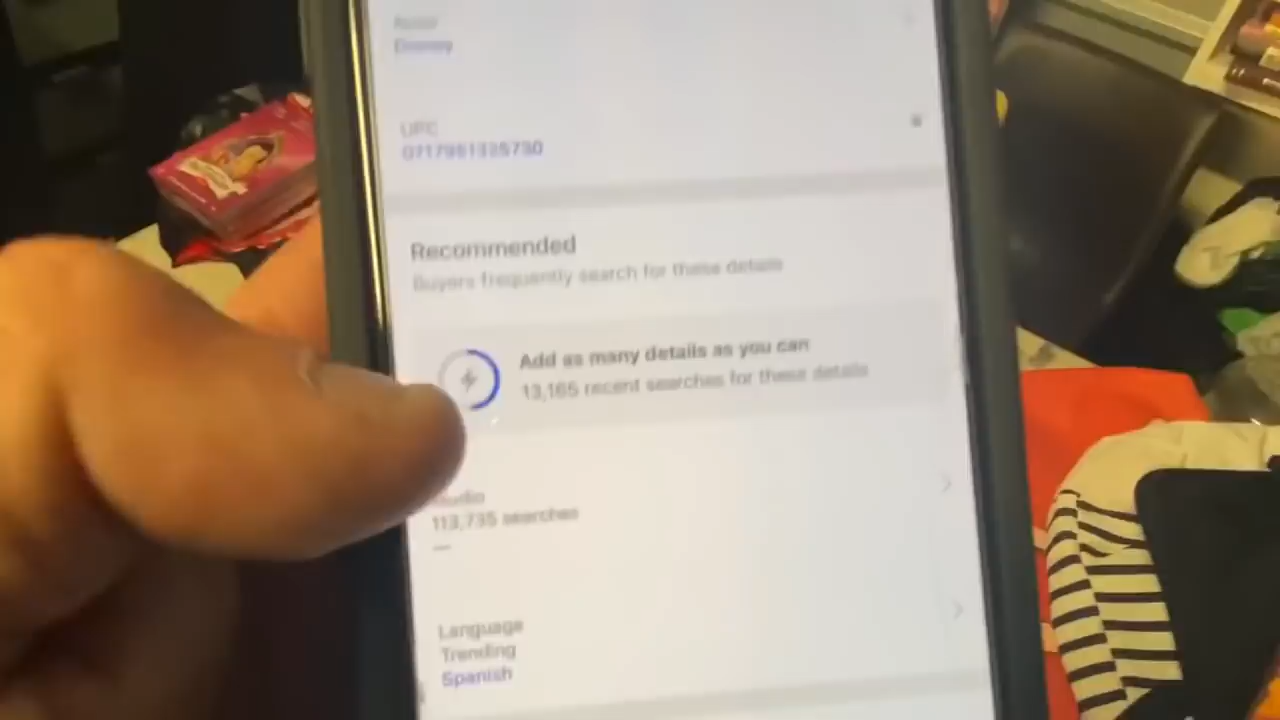 UPC
Recommended
Buyers frequently search for these details
Add as many details as you can
13,165 recent searches for these details
113,735 searches
Language
Trending
Spanish